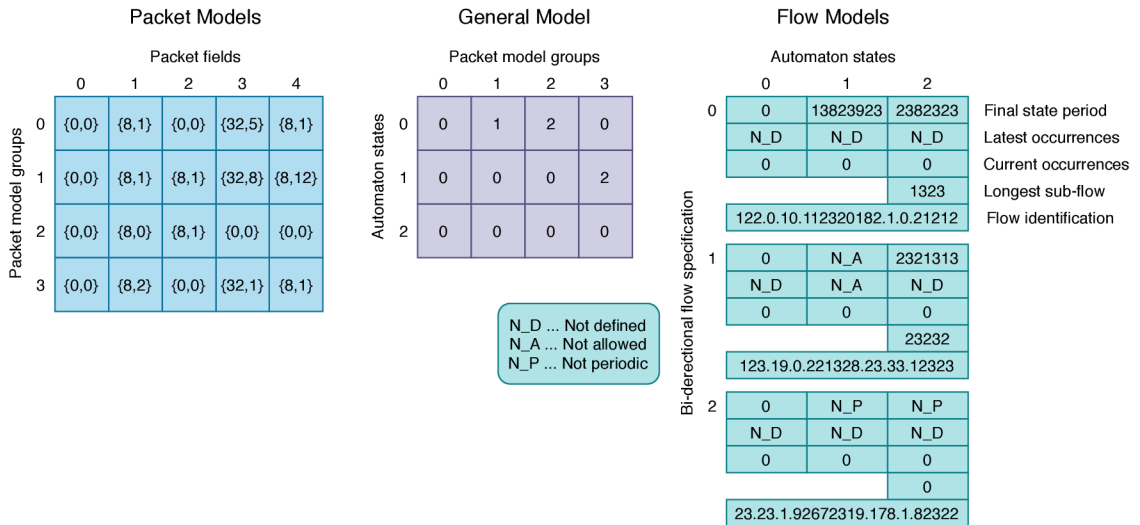 Packet Models
Packet fields
0 1 2 3 4
Packet model groups
0 {0,0} {8,1} {0,0} {32,5} {8,1}
1 {0,0} {8,1} {8,1} {32,8} {8,12}
2 {0,0} {8,0} {8,1} {0,0} {0,0}
3 {0,0} {8,2} {0,0} {32,1} {8,1}
General Model
Packet model groups
0 1 2 3
Automaton states
0 0 1 2 0
1 0 0 0 2
2 0 0 0 0
N_D ... Not defined
N_A ... Not allowed
N_P ... Not periodic
Flow Models
Automaton states
0 1 2
Bi-derectional flow specification
0 0 13823923 2382323 Final state period
N_D N_D N_D Latest occurrences
0 0 0 Current occurrences
1323 Longest sub-flow
122.0.10.112320182.1.0.21212 Flow identification
1 0 N_A 2321313
N_D N_A N_D
0 0 0
23232
123.19.0.221328.23.33.12323
2 0 N_P N_P
N_D N_D N_D
0 0 0
0
23.23.1.92672319.178.1.82322